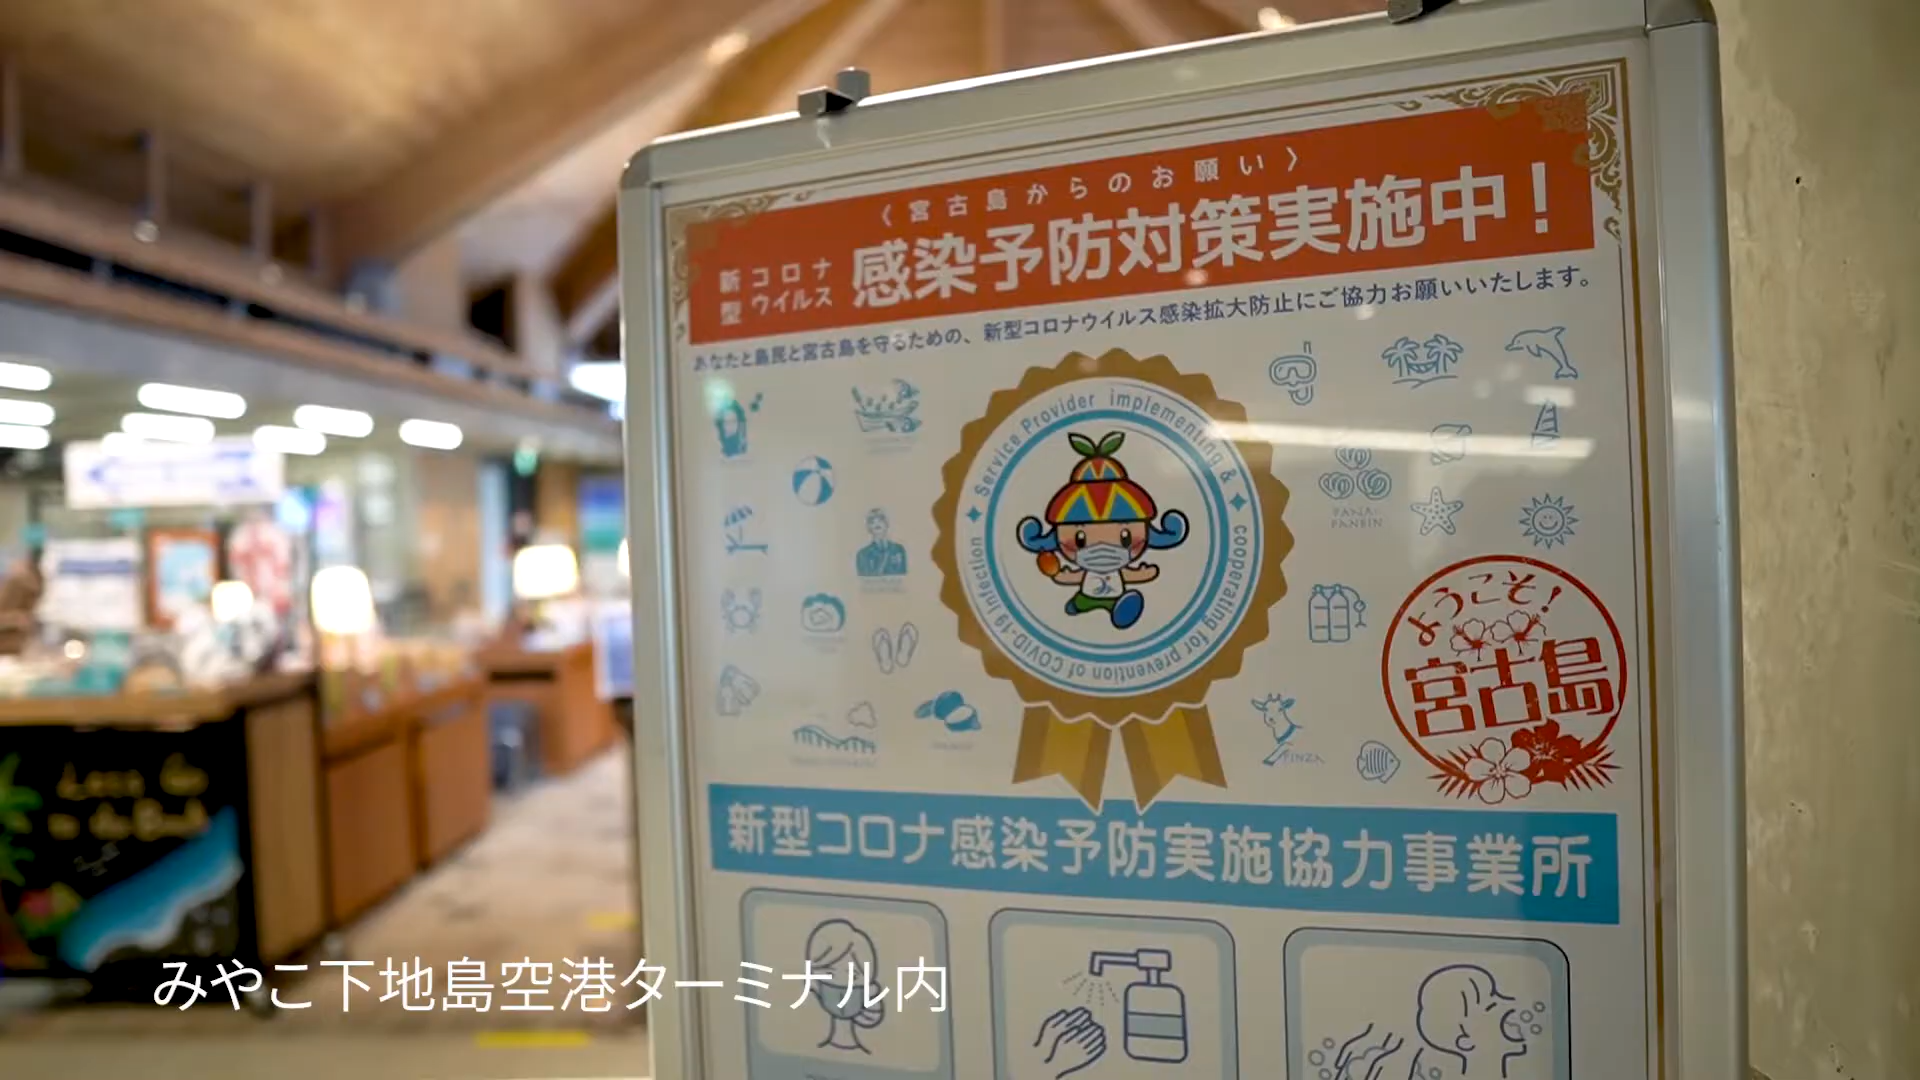 〈宮古島からのお願い〉
新型コロナウイルス 感染予防対策実施中！
あなたと島民と宮古島を守るための、新型コロナウイルス感染拡大防止にご協力お願いいたします。
Service Provider implementing & cooperating for prevention of COVID-19 Infection
PANA-
PANBIN
ようこそ！
宮古島
PINZA
新型コロナ感染予防実施協力事業所
みやこ下地島空港ターミナル内